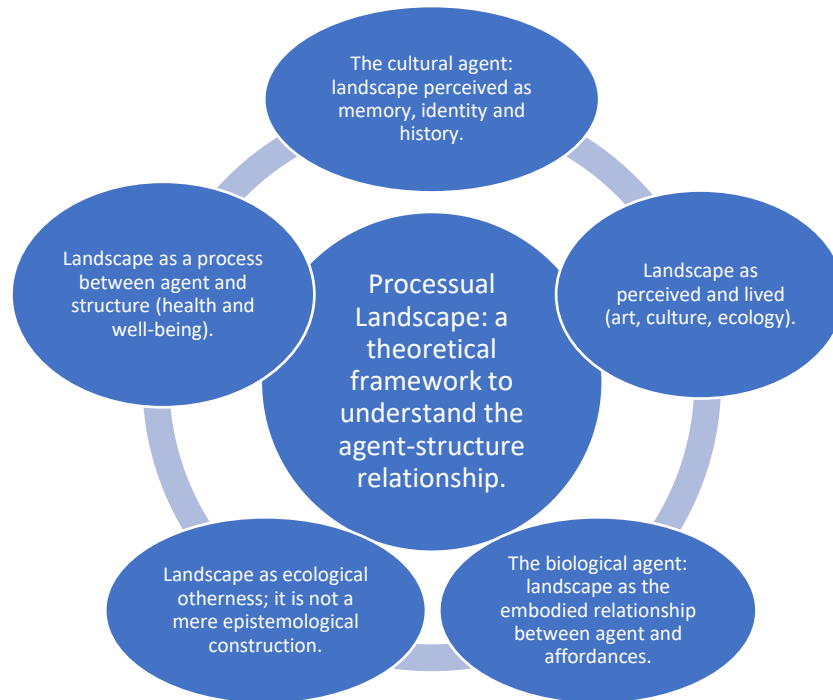 The cultural agent:
landscape perceived as
memory, identity and
history.
Landscape as
perceived and lived
(art, culture, ecology).
The biological agent:
landscape as the
embodied relationship
between agent and
affordances.
Landscape as ecological
otherness; it is not a
mere epistemological
construction.
Landscape as a process
between agent and
structure (health and
well-being).
Processual
Landscape: a
theoretical
framework to
understand the
agent-structure
relationship.